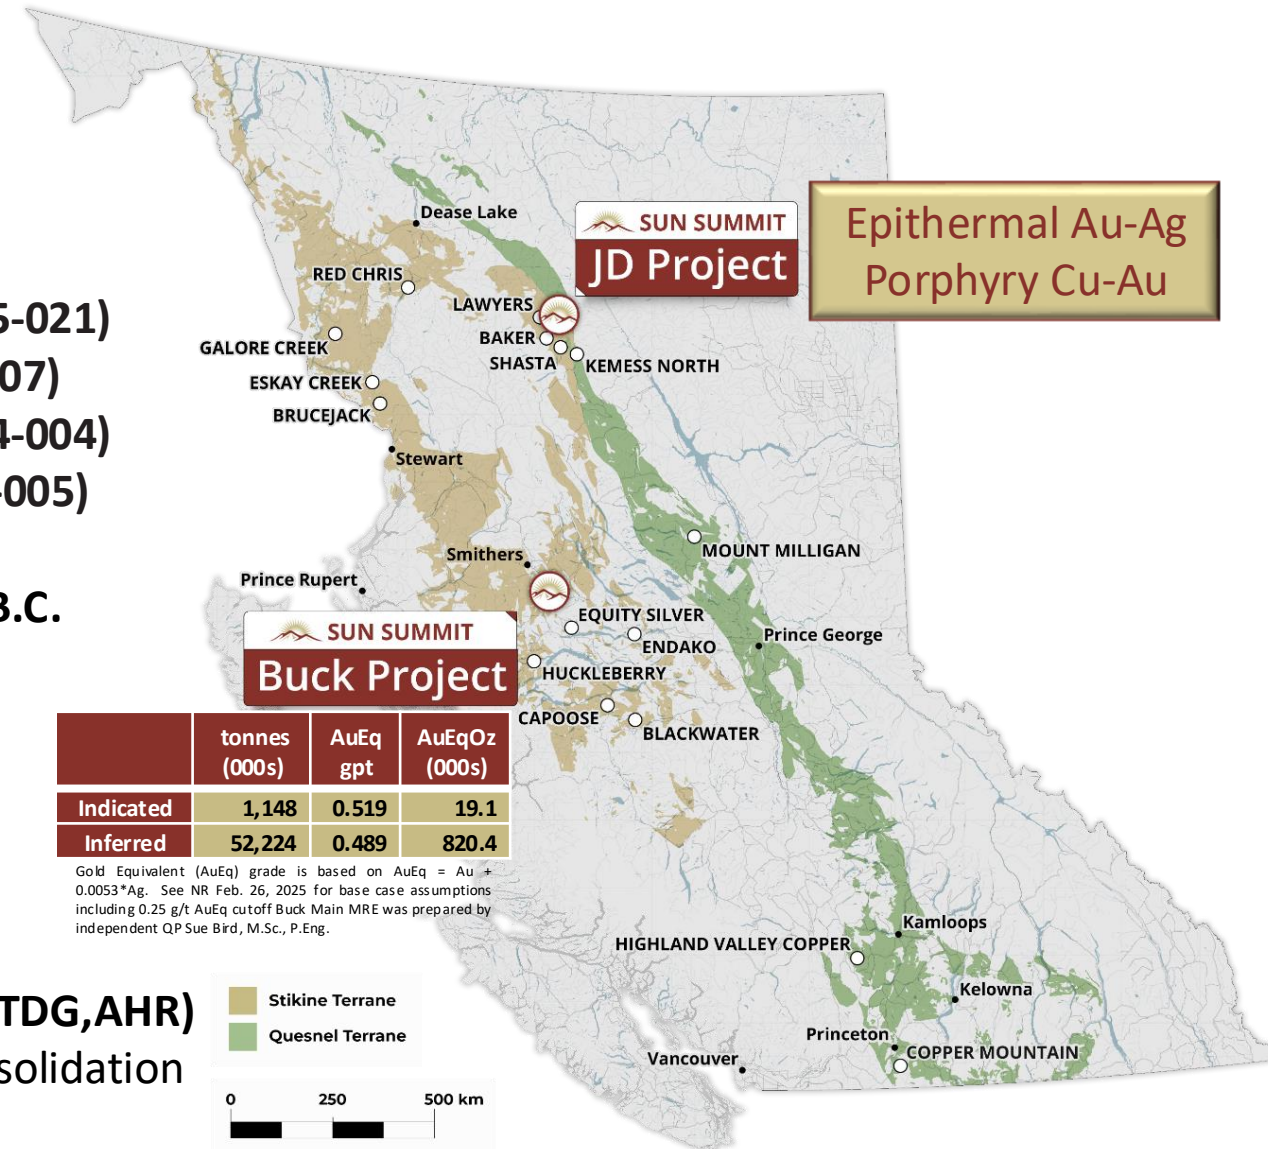 SUN SUMMIT
JD Project
Epithermal Au-Ag
Porphyry Cu-Au
Dease Lake
RED CHRIS
LAWYERS
BAKER
SHASTA
KEMESS NORTH
GALORE CREEK
ESKAY CREEK
BRUCEJACK
Stewart
5-021)
07)
4-004)
-005)
MOUNT MILLIGAN
Smithers
Prince Rupert
B.C.
SUN SUMMIT
Buck Project
EQUITY SILVER
ENDAKO
Prince George
HUCKLEBERRY
CAPOOSE
BLACKWATER
tonnes (000s) AuEq gpt AuEqOz (000s)
Indicated 1,148 0.519 19.1
Inferred 52,224 0.489 820.4
Gold Equivalent (AuEq) grade is based on AuEq = Au +
0.0053*Ag. See NR Feb. 26, 2025 for base case assumptions
including 0.25 g/t AuEq cutoff Buck Main MRE was prepared by
independent QP Sue Bird, M.Sc., P.Eng.
Kamloops
HIGHLAND VALLEY COPPER
Kelowna
Princeton
COPPER MOUNTAIN
Vancouver
TDG,AHR)
solidation
Stikine Terrane
Quesnel Terrane
0 250 500 km